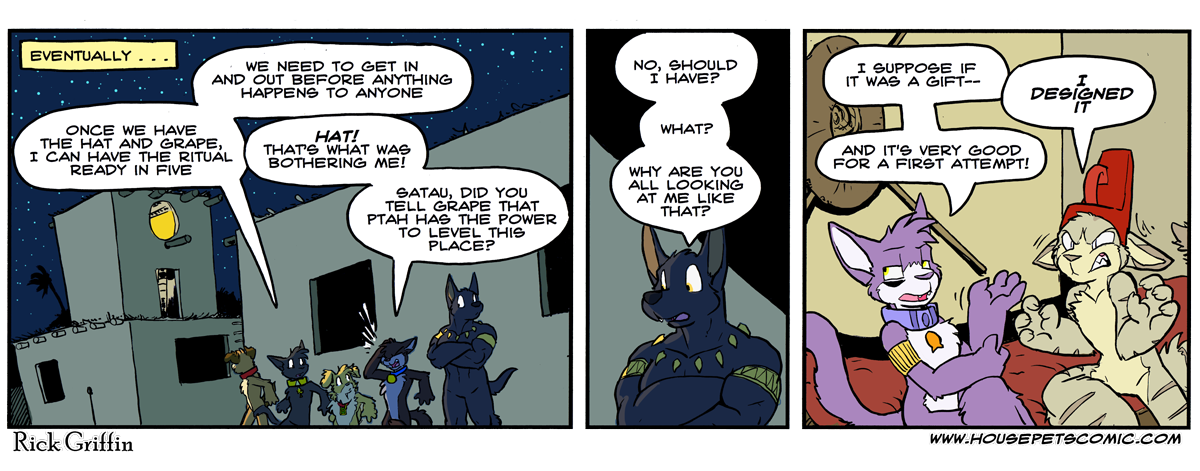 EVENTUALLY . . .
WE NEED TO GET IN
AND OUT BEFORE ANYTHING
HAPPENS TO ANYONE
ONCE WE HAVE
THE HAT AND GRAPE,
I CAN HAVE THE RITUAL
READY IN FIVE
HAT!
THAT'S WHAT WAS
BOTHERING ME!
SATAU, DID YOU
TELL GRAPE THAT
PTAH HAS THE POWER
TO LEVEL THIS
PLACE?
NO, SHOULD
I HAVE?
WHAT?
WHY ARE YOU
ALL LOOKING
AT ME LIKE
THAT?
I SUPPOSE IF
IT WAS A GIFT--
I
DESIGNED
IT
AND IT'S VERY GOOD
FOR A FIRST ATTEMPT!
Rick Griffin
WWW.HOUSEPETSCOMIC.COM